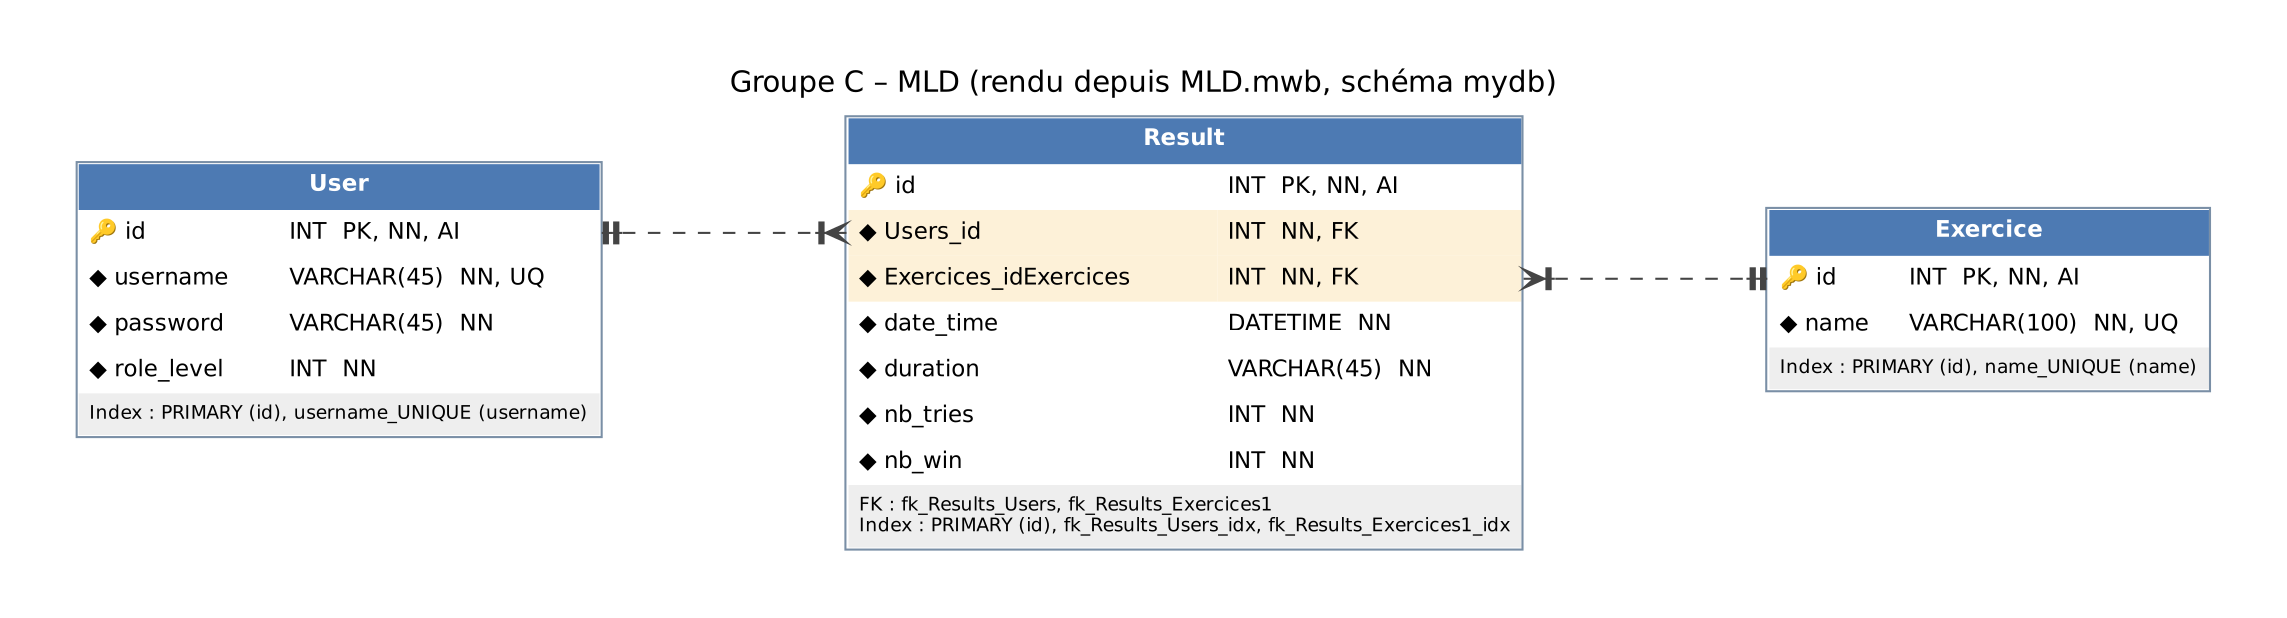 Groupe C – MLD (rendu depuis MLD.mwb, schéma mydb)
User
id INT PK, NN, AI
username VARCHAR(45) NN, UQ
password VARCHAR(45) NN
role_level INT NN
Index : PRIMARY (id), username_UNIQUE (username)
Result
id INT PK, NN, AI
Users_id INT NN, FK
Exercices_idExercices INT NN, FK
date_time DATETIME NN
duration VARCHAR(45) NN
nb_tries INT NN
nb_win INT NN
FK : fk_Results_Users, fk_Results_Exercices1
Index : PRIMARY (id), fk_Results_Users_idx, fk_Results_Exercices1_idx
Exercice
id INT PK, NN, AI
name VARCHAR(100) NN, UQ
Index : PRIMARY (id), name_UNIQUE (name)